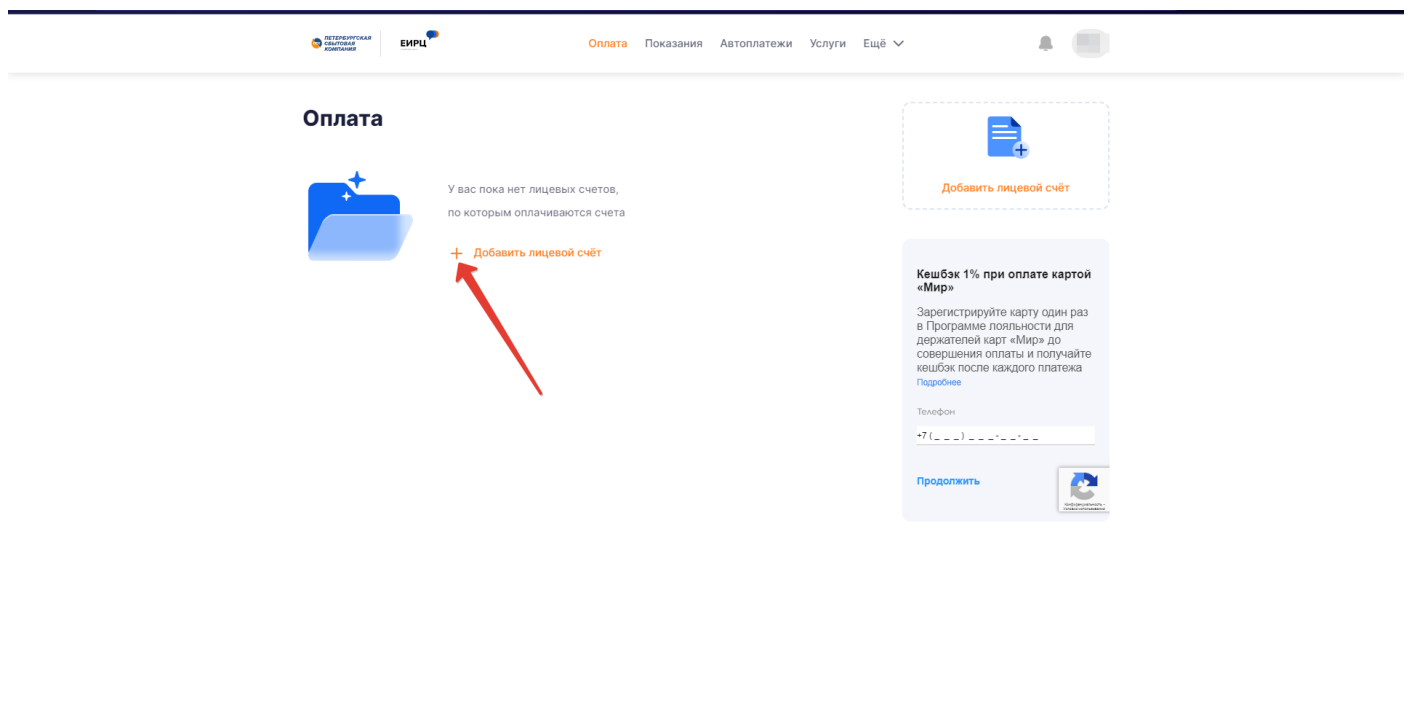 ПЕТЕРБУРГСКАЯ
СБЫТОВАЯ
КОМПАНИЯ
ЕИРЦ
Оплата Показания Автоплатежи Услуги Ещё
Оплата
У вас пока нет лицевых счетов,
по которым оплачиваются счета
+ Добавить лицевой счёт
Добавить лицевой счёт
Кешбэк 1% при оплате картой
«Мир»
Зарегистрируйте карту один раз
в Программе лояльности для
держателей карт «Мир» до
совершения оплаты и получайте
кешбэк после каждого платежа
Подробнее
Телефон
+7 (_ _ _) _ _ _-_ _-_ _
Продолжить